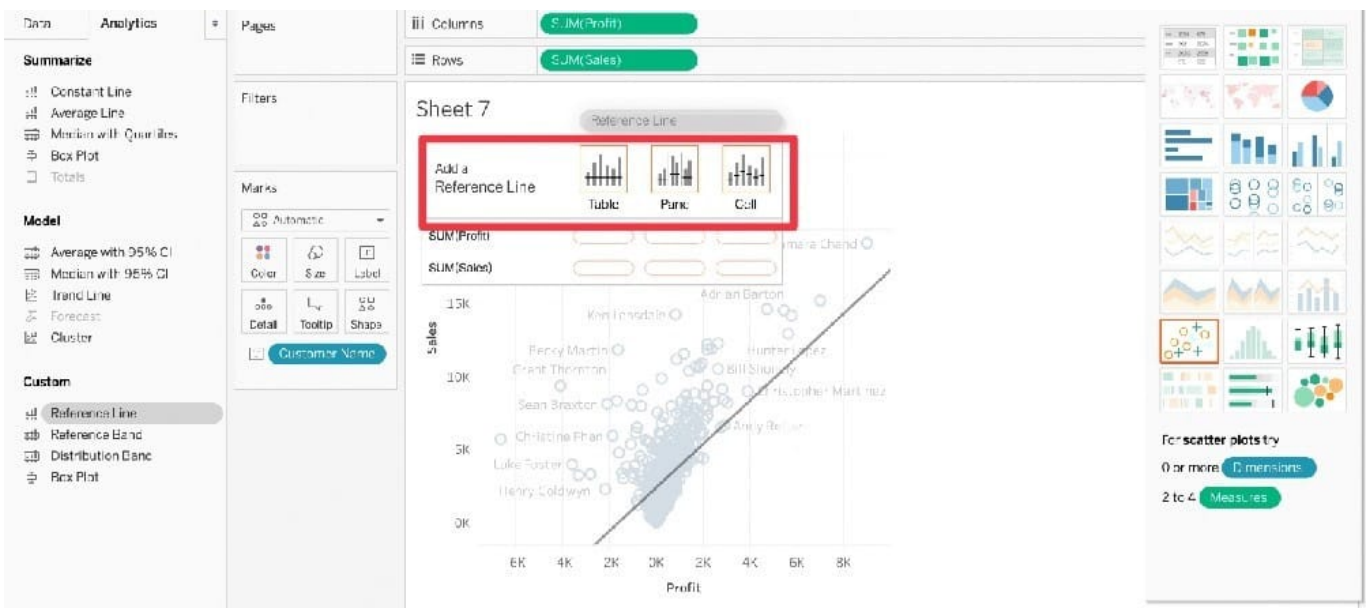 Data Analytics
Summarize
Constant Line
Average Line
Median with Quartiles
Box Plot
Totals
Model
Average with 95% CI
Median with 95% CI
Trend Line
Forecast
Cluster
Custom
Reference Line
Reference Band
Distribution Band
Box Plot
Pages
Filters
Marks
Automatic
Color Size Label
Detail Tooltip Shape
Customer Name
iii Columns SUM(Profit)
Rows SUM(Sales)
Sheet 7
Reference Line
Add a
Reference Line
Table Pane Cell
SUM(Profit)
SUM(Sales)
amara Chand
Adrian Barton
15K
Ken Lonsdale
Sales
Becky Martin
Hunter Lopez
Grant Thornton
10K
Christopher Martinez
Sean Braxton
Andy Reiter
5K
Christine Phan
Luke Foster
Henry Goldwyn
0K
6K 4K 2K 0K 2K 4K 6K 8K
Profit
For scatter plots try
0 or more Dimensions
2 to 4 Measures